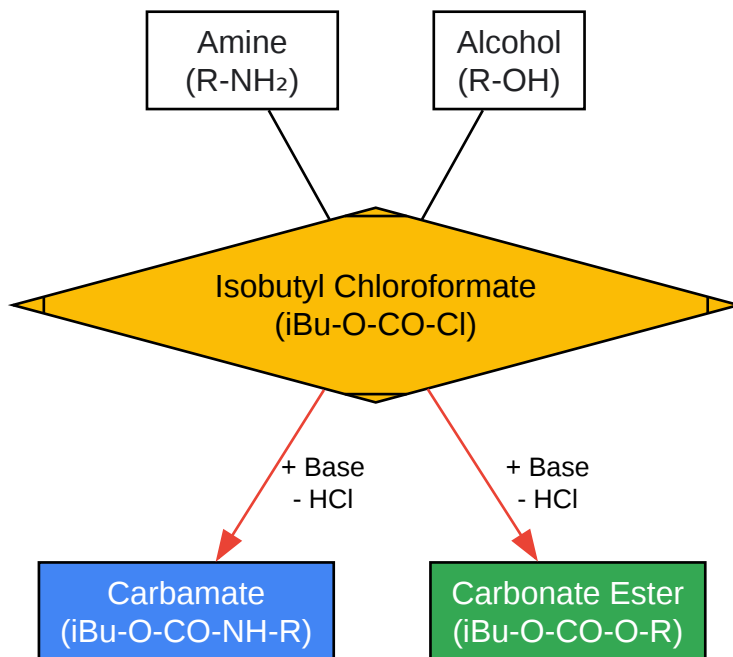 Amine
(R-NH₂)
Alcohol
(R-OH)
Isobutyl Chloroformate
(iBu-O-CO-Cl)
+ Base
- HCl
+ Base
- HCl
Carbamate
(iBu-O-CO-NH-R)
Carbonate Ester
(iBu-O-CO-O-R)